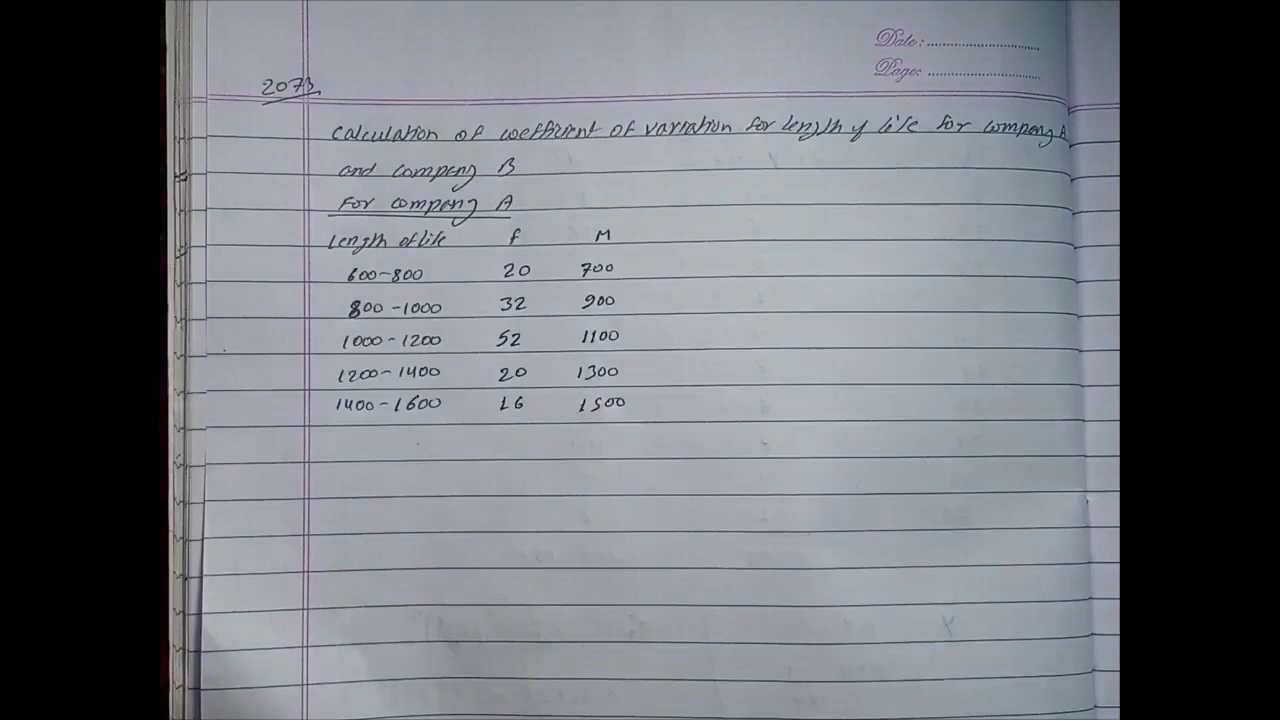 Date: ...........................
Page: ...........................
2073
Calculation of coefficient of variation for length of life for company A
and company B
For company A
Length of life f M
600-800 20 700
800-1000 32 900
1000-1200 52 1100
1200-1400 20 1300
1400-1600 16 1500